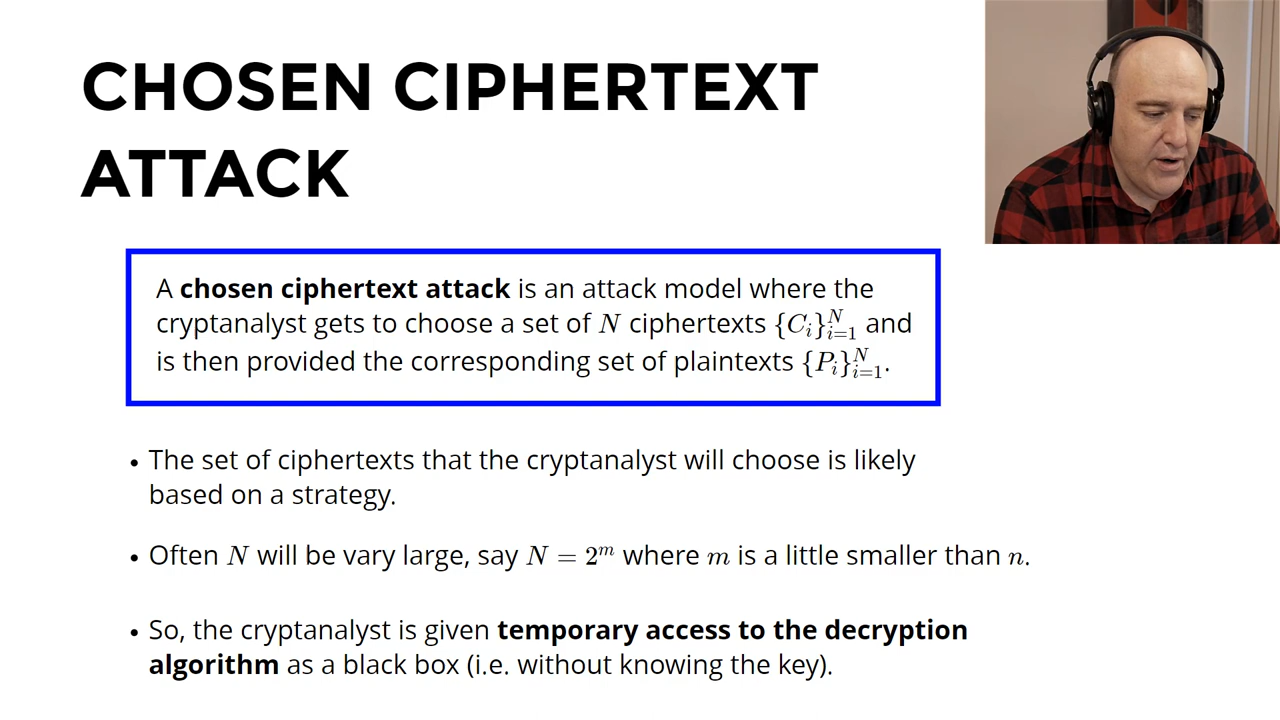 CHOSEN CIPHERTEXT
ATTACK
A chosen ciphertext attack is an attack model where the
cryptanalyst gets to choose a set of N ciphertexts {C_i}_{i=1}^N and
is then provided the corresponding set of plaintexts {P_i}_{i=1}^N.
• The set of ciphertexts that the cryptanalyst will choose is likely
based on a strategy.
• Often N will be vary large, say N = 2^m where m is a little smaller than n.
• So, the cryptanalyst is given temporary access to the decryption
algorithm as a black box (i.e. without knowing the key).